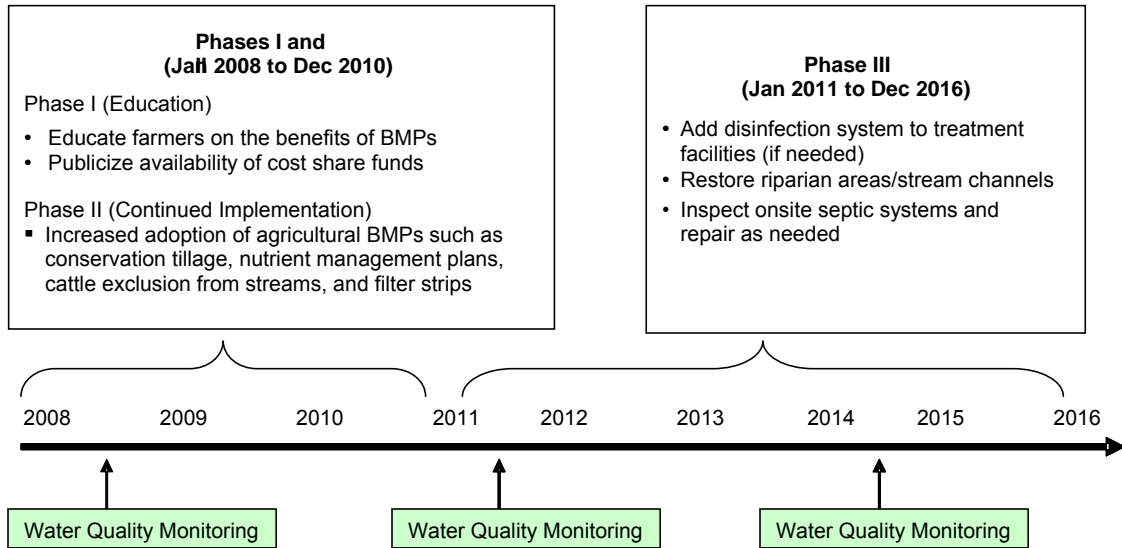 Phases I and
(Jan 2008 to Dec 2010)
Phase I (Education)
• Educate farmers on the benefits of BMPs
• Publicize availability of cost share funds
Phase II (Continued Implementation)
▪ Increased adoption of agricultural BMPs such as
conservation tillage, nutrient management plans,
cattle exclusion from streams, and filter strips
Phase III
(Jan 2011 to Dec 2016)
• Add disinfection system to treatment
facilities (if needed)
• Restore riparian areas/stream channels
• Inspect onsite septic systems and
repair as needed
2008 2009 2010 2011 2012 2013 2014 2015 2016
Water Quality Monitoring Water Quality Monitoring Water Quality Monitoring